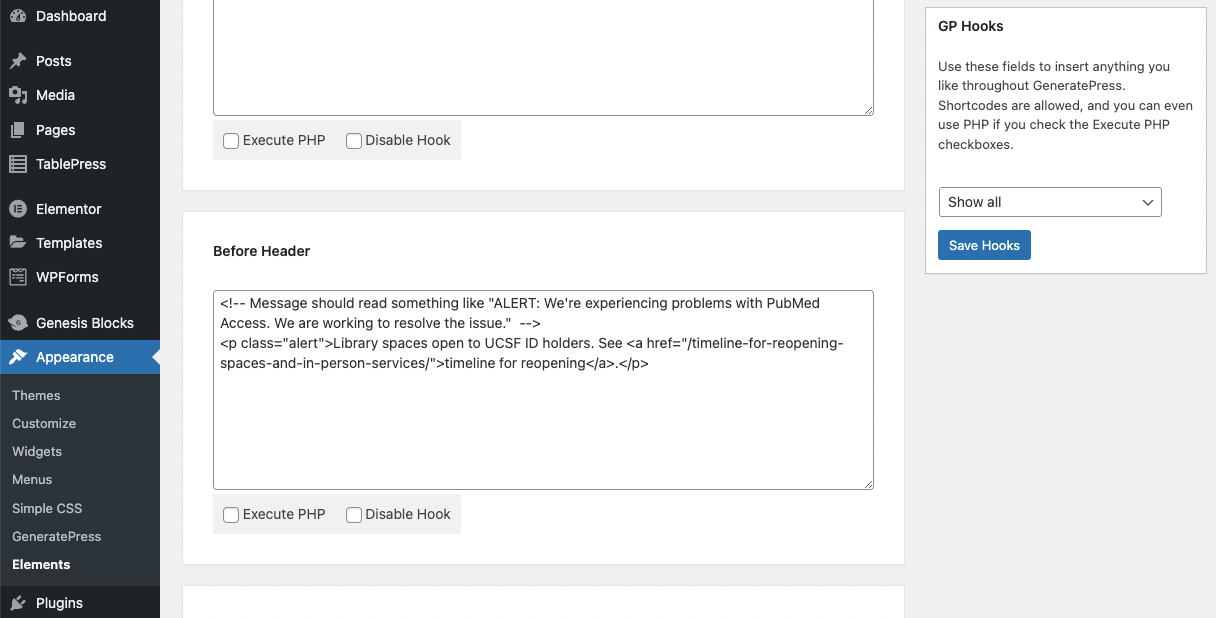 Dashboard
Posts
Media
Pages
TablePress
Elementor
Templates
WPForms
Genesis Blocks
Appearance
Themes
Customize
Widgets
Menus
Simple CSS
GeneratePress
Elements
Plugins
Execute PHP
Disable Hook
Before Header
<!-- Message should read something like "ALERT: We're experiencing problems with PubMed
Access. We are working to resolve the issue."  -->
<p class="alert">Library spaces open to UCSF ID holders. See <a href="/timeline-for-reopening-
spaces-and-in-person-services/">timeline for reopening</a>.</p>
Execute PHP
Disable Hook
GP Hooks
Use these fields to insert anything you
like throughout GeneratePress.
Shortcodes are allowed, and you can even
use PHP if you check the Execute PHP
checkboxes.
Show all
Save Hooks